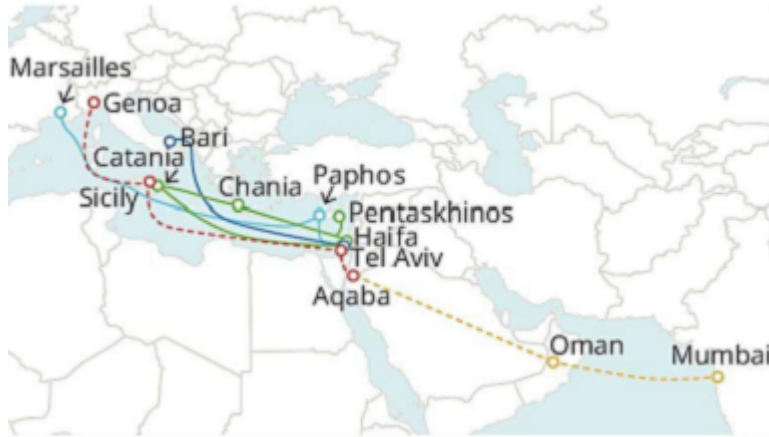 Marsailles
Genoa
Bari
Catania
Sicily
Chania
Paphos
Pentaskhinos
Haifa
Tel Aviv
Aqaba
Oman
Mumbai